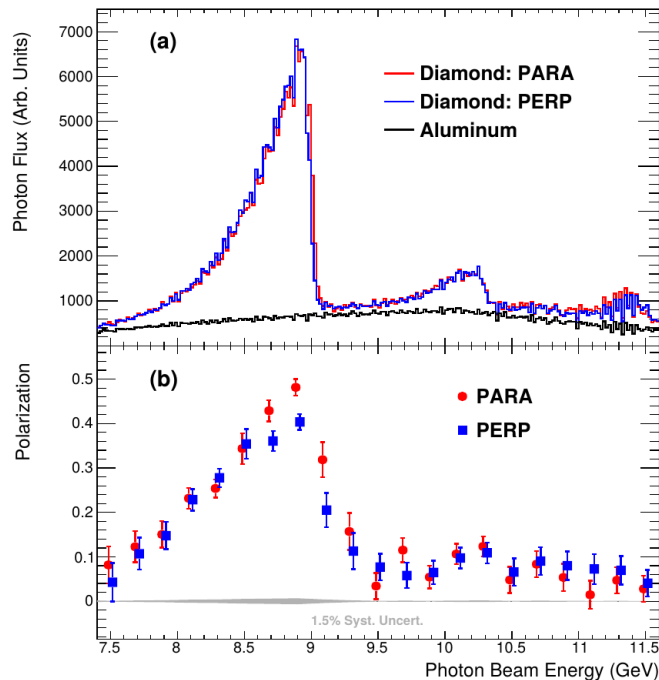 (a)
Photon Flux (Arb. Units)
7000
6000
5000
4000
3000
2000
1000
Diamond: PARA
Diamond: PERP
Aluminum
(b)
Polarization
0.5
0.4
0.3
0.2
0.1
0
PARA
PERP
1.5% Syst. Uncert.
7.5 8 8.5 9 9.5 10 10.5 11 11.5
Photon Beam Energy (GeV)